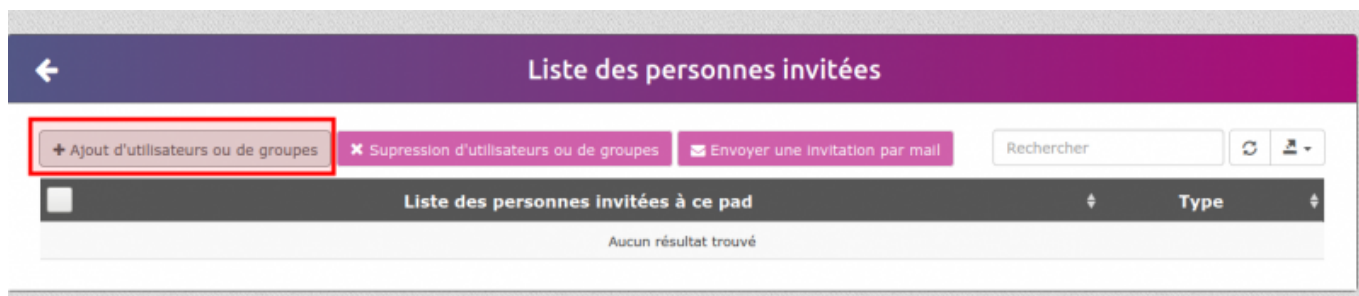 Liste des personnes invitées
+ Ajout d'utilisateurs ou de groupes
Supression d'utilisateurs ou de groupes
Envoyer une invitation par mail
Rechercher
Liste des personnes invitées à ce pad
Type
Aucun résultat trouvé